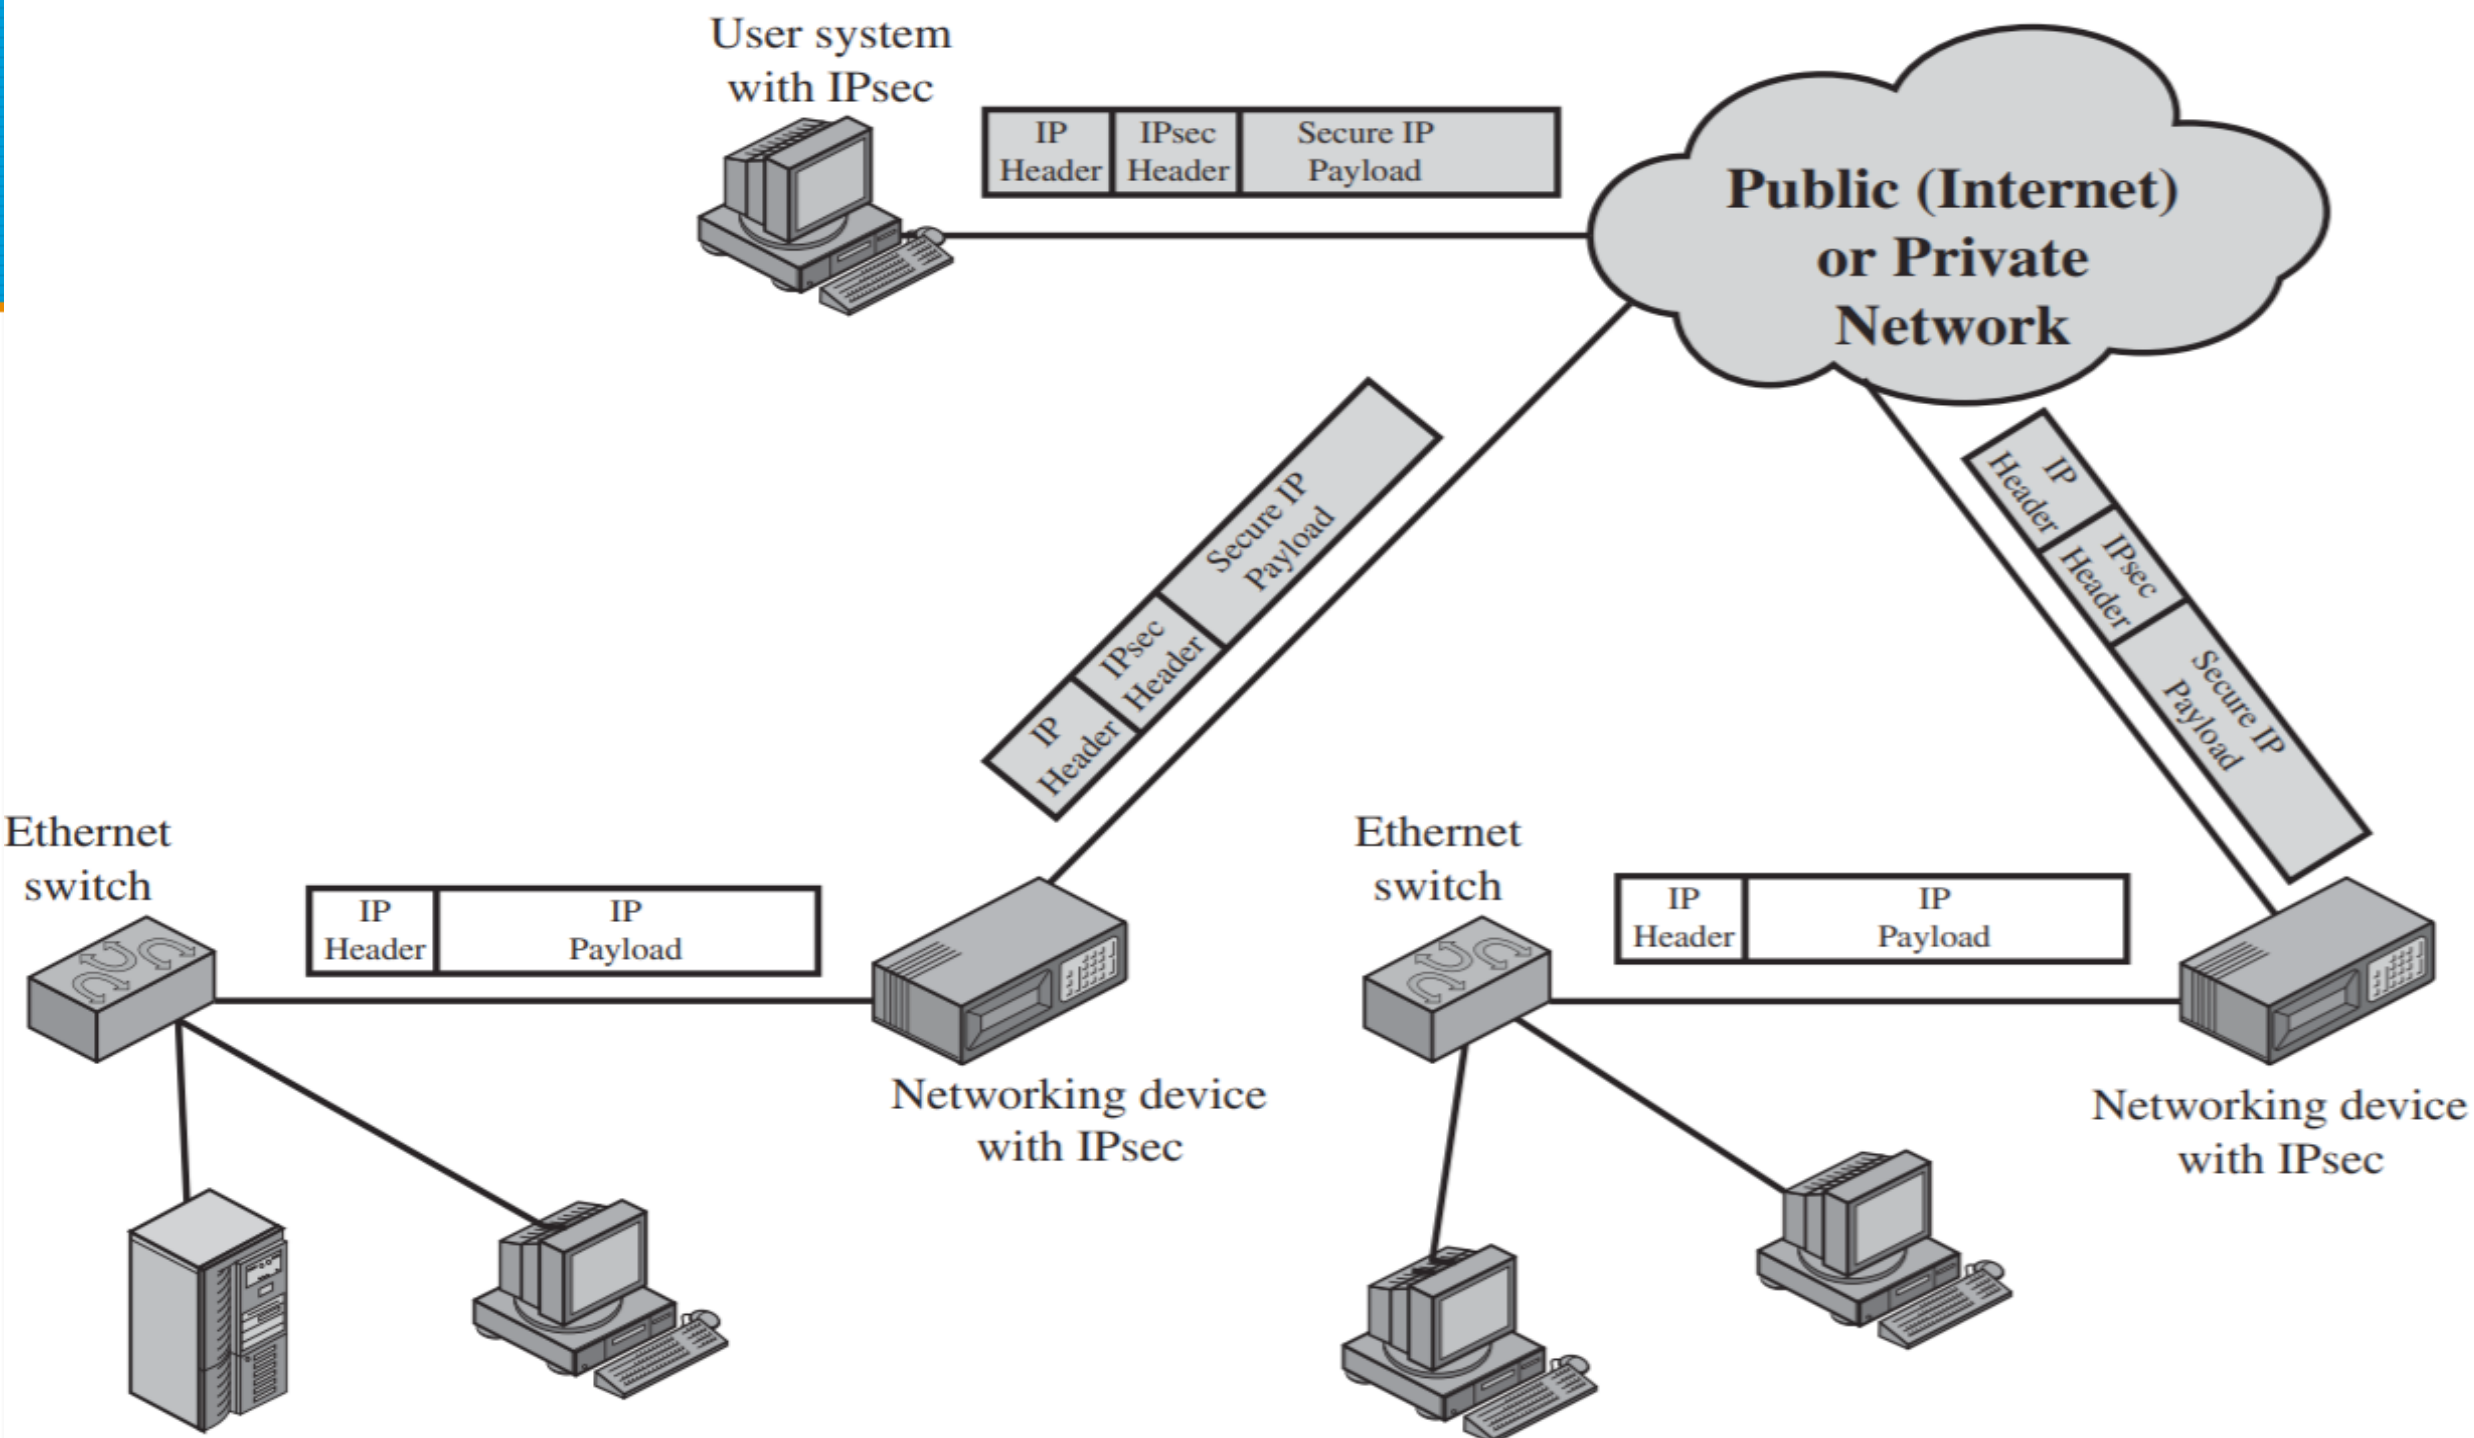 User system
with IPsec
IP
Header
IPsec
Header
Secure IP
Payload
Public (Internet)
or Private
Network
IP
Header
IPsec
Header
Secure IP
Payload
IP
Header
IPsec
Header
Secure IP
Payload
Ethernet
switch
IP
Header
IP
Payload
Networking device
with IPsec
Ethernet
switch
IP
Header
IP
Payload
Networking device
with IPsec